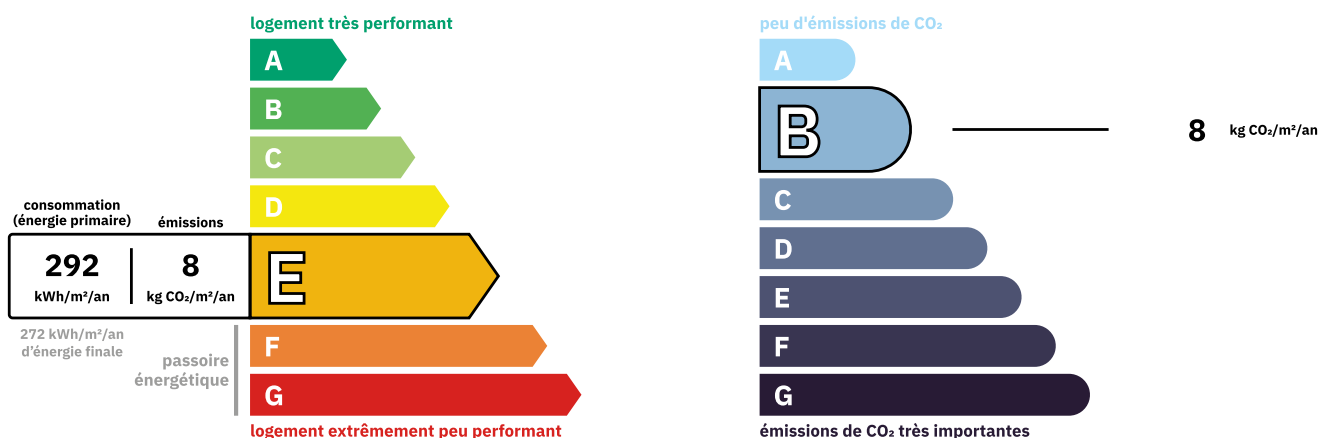 logement très performant
A
B
C
D
consommation
(énergie primaire)
émissions
292
kWh/m²/an
8
kg CO₂/m²/an
E
272 kWh/m²/an
d'énergie finale
passoire
énergétique
F
G
logement extrêmement peu performant
peu d'émissions de CO₂
A
B
8 kg CO₂/m²/an
C
D
E
F
G
émissions de CO₂ très importantes